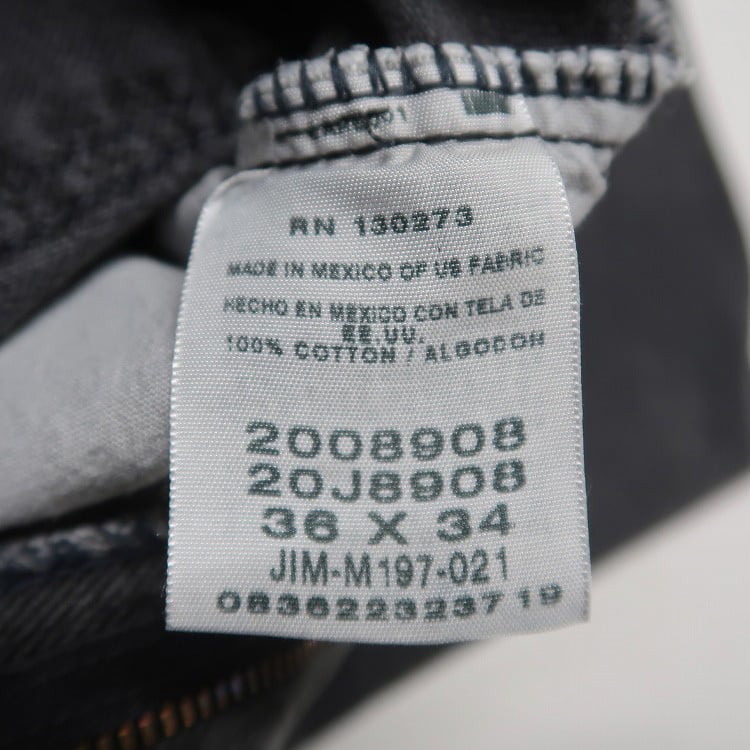 RN 130273
MADE IN MEXICO OF US FABRIC
HECHO EN MEXICO CON TELA DE
EE.UU.
100% COTTON / ALGODON
2008908
20J8908
36 X 34
JIM-M197-021
083622323719